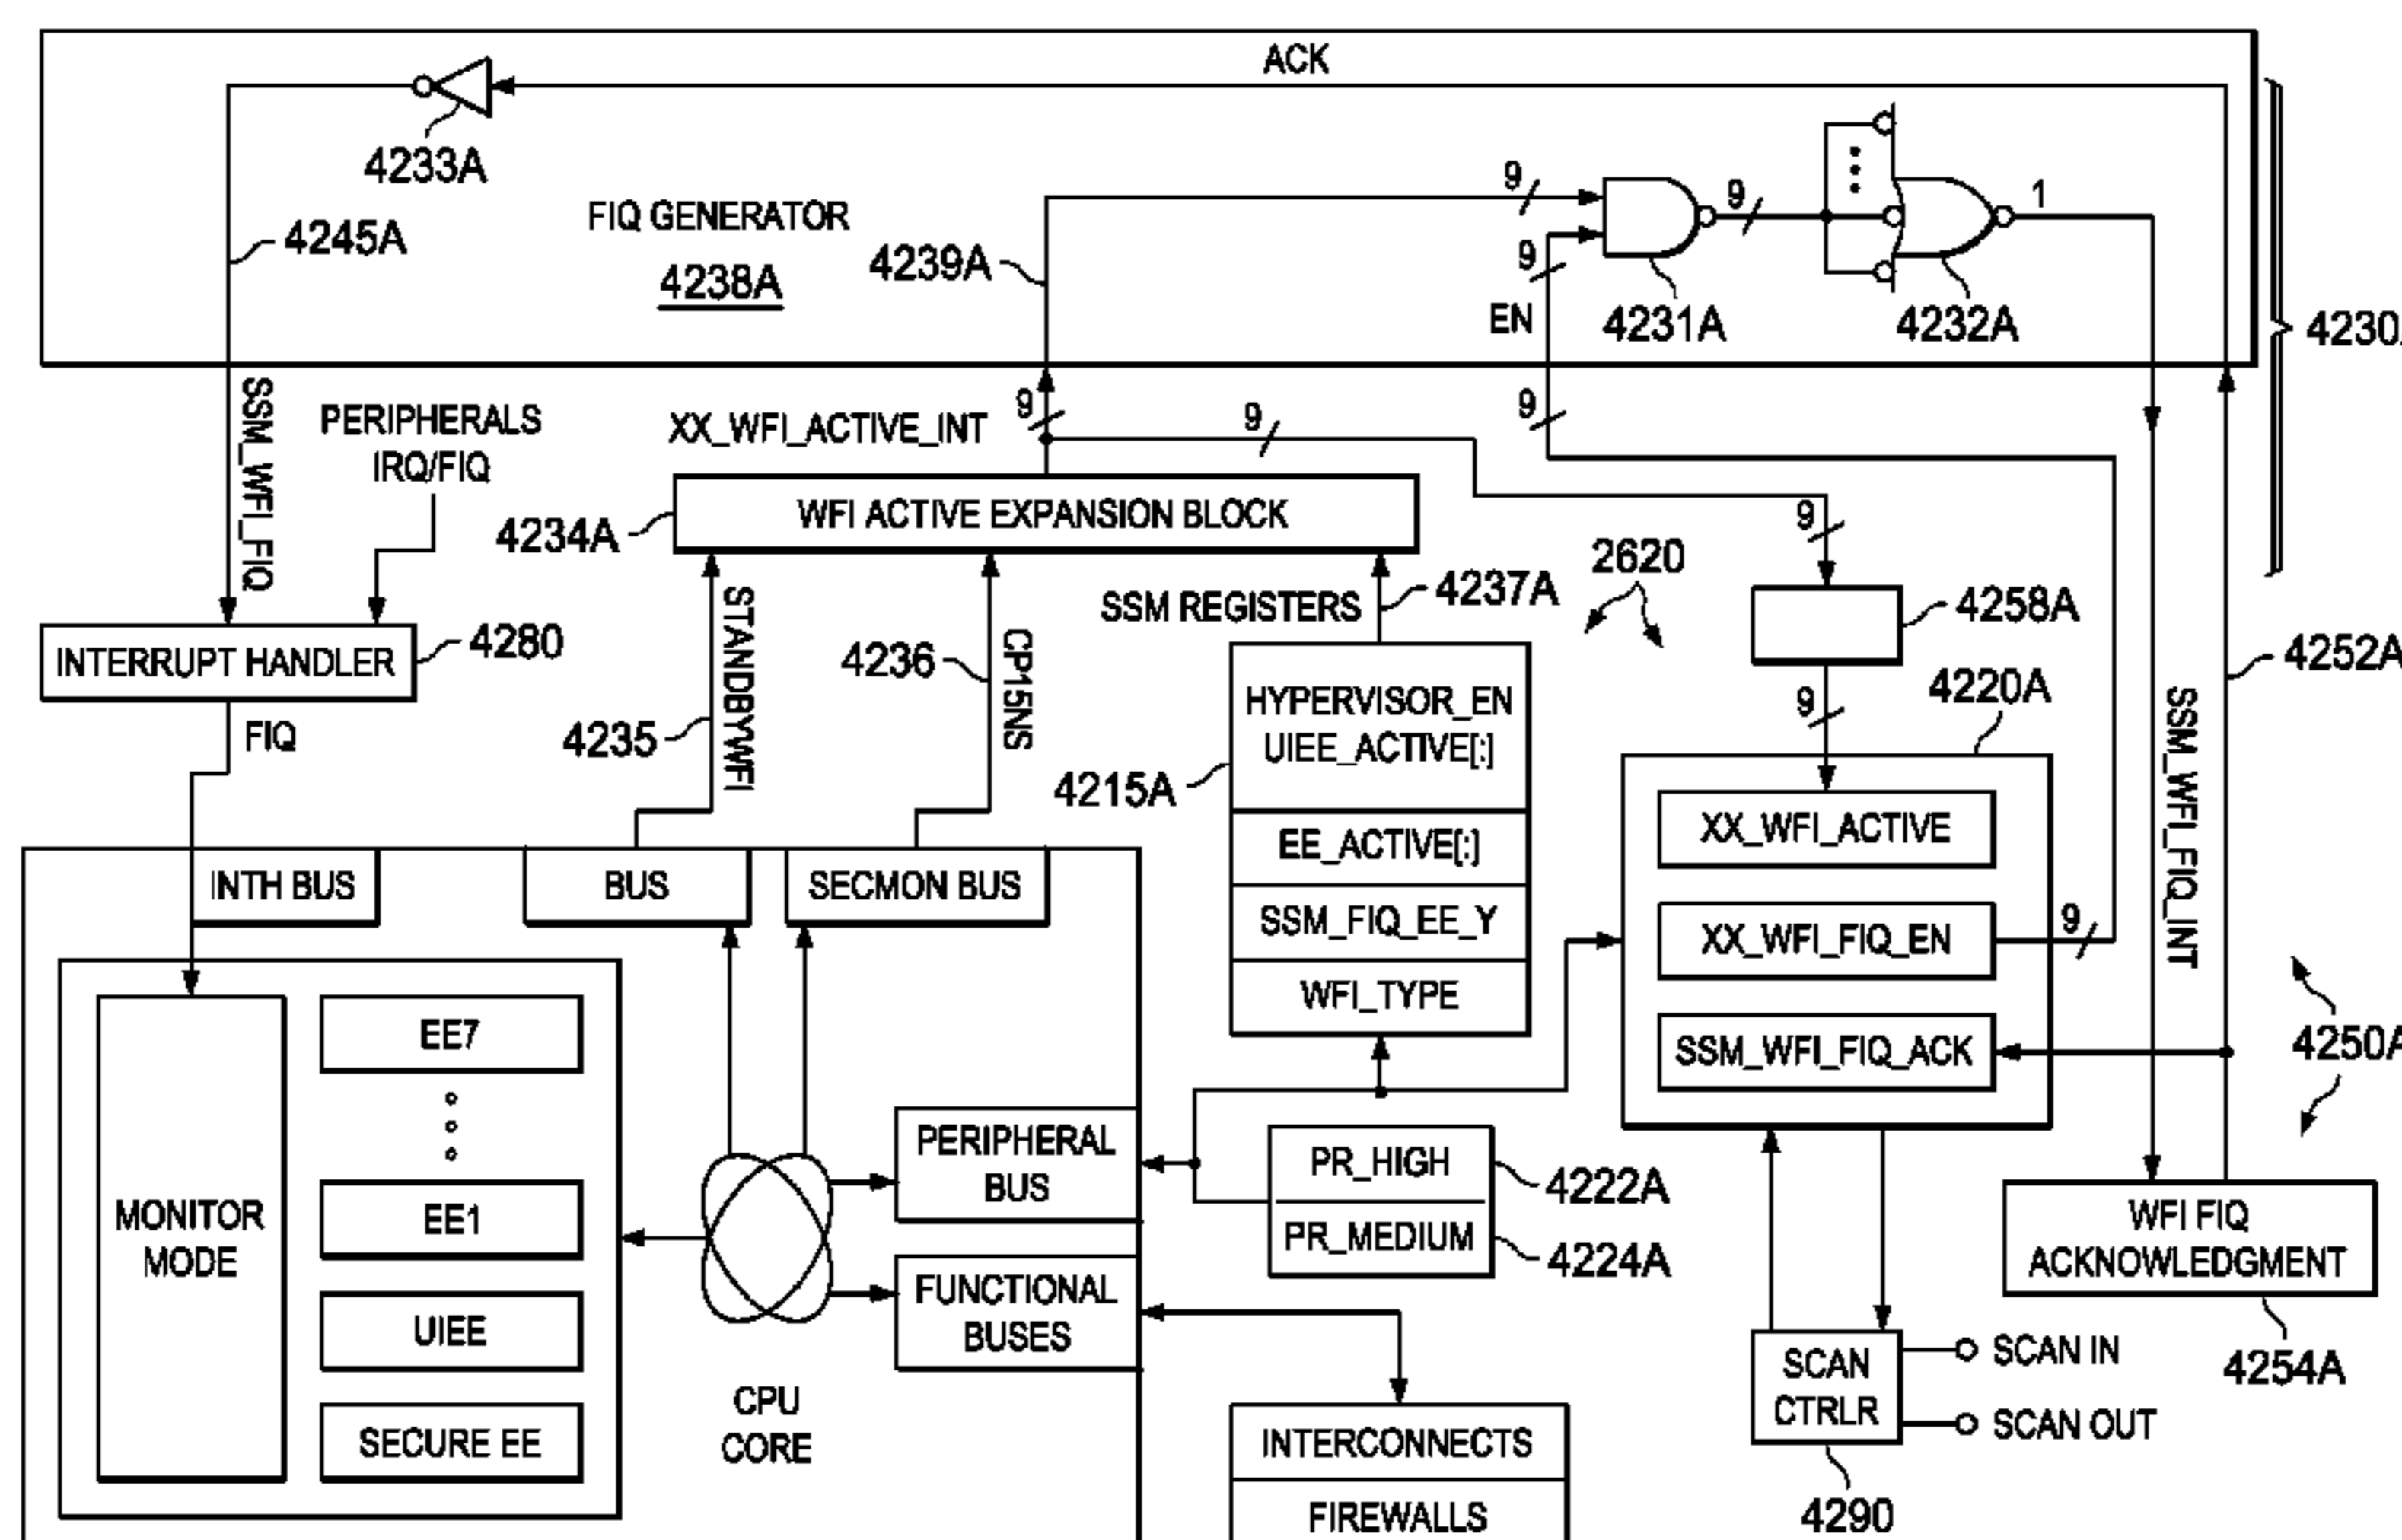 ACK
4233A
FIQ GENERATOR
4238A
4245A
4239A
9
9
EN
4231A
9
4232A
1
4230
SSM_WFI_FIQ
PERIPHERALS
IRQ/FIQ
XX_WFI_ACTIVE_INT
9
9
9
4234A
WFI ACTIVE EXPANSION BLOCK
9
2620
4258A
INTERRUPT HANDLER
4280
FIQ
4235
STANDBYWFI
4236
CP15NS
SSM REGISTERS
4237A
9
4220A
4252A
SSM_WFI_FIQ_INT
4215A
HYPERVISOR_EN
UIEE_ACTIVE[:]
EE_ACTIVE[:]
SSM_FIQ_EE_Y
WFI_TYPE
XX_WFI_ACTIVE
XX_WFI_FIQ_EN
SSM_WFI_FIQ_ACK
9
4250A
INTH BUS
BUS
SECMON BUS
MONITOR
MODE
EE7
EE1
UIEE
SECURE EE
CPU
CORE
PERIPHERAL
BUS
FUNCTIONAL
BUSES
PR_HIGH
4222A
PR_MEDIUM
4224A
WFI FIQ
ACKNOWLEDGMENT
4254A
SCAN
CTRLR
SCAN IN
SCAN OUT
4290
INTERCONNECTS
FIREWALLS